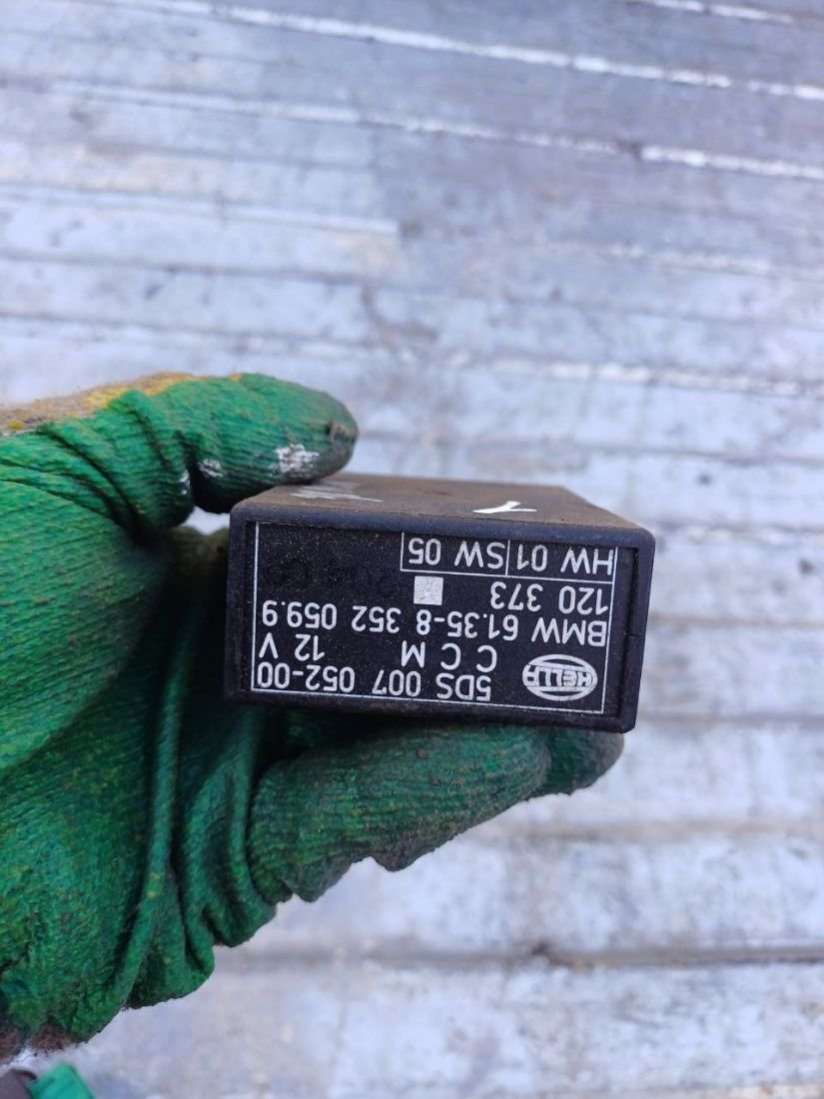 HELLA
5DS 007 052-00
C C M 12 V
BMW 61.35-8 352 059.9
120 373
HW 01 SW 05